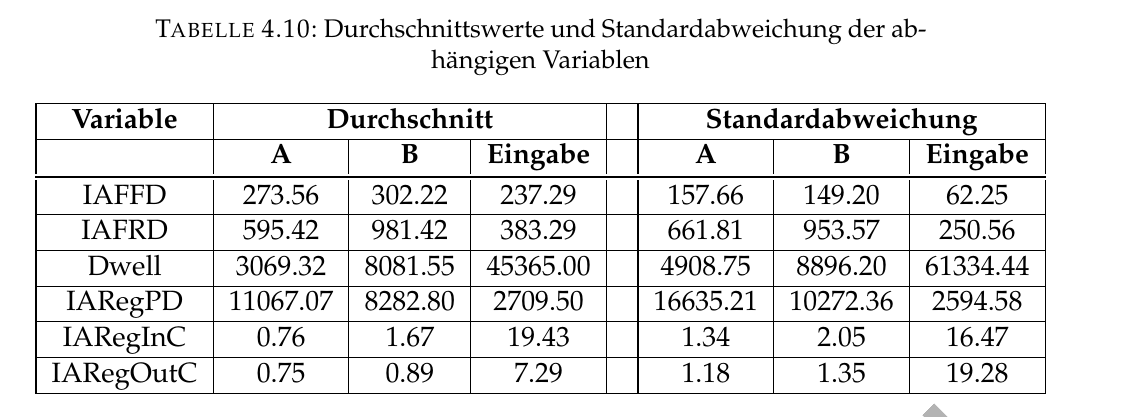 TABELLE 4.10: Durchschnittswerte und Standardabweichung der ab-
hängigen Variablen
Variable Durchschnitt Standardabweichung
A B Eingabe A B Eingabe
IAFFD 273.56 302.22 237.29 157.66 149.20 62.25
IAFRD 595.42 981.42 383.29 661.81 953.57 250.56
Dwell 3069.32 8081.55 45365.00 4908.75 8896.20 61334.44
IARegPD 11067.07 8282.80 2709.50 16635.21 10272.36 2594.58
IARegInC 0.76 1.67 19.43 1.34 2.05 16.47
IARegOutC 0.75 0.89 7.29 1.18 1.35 19.28